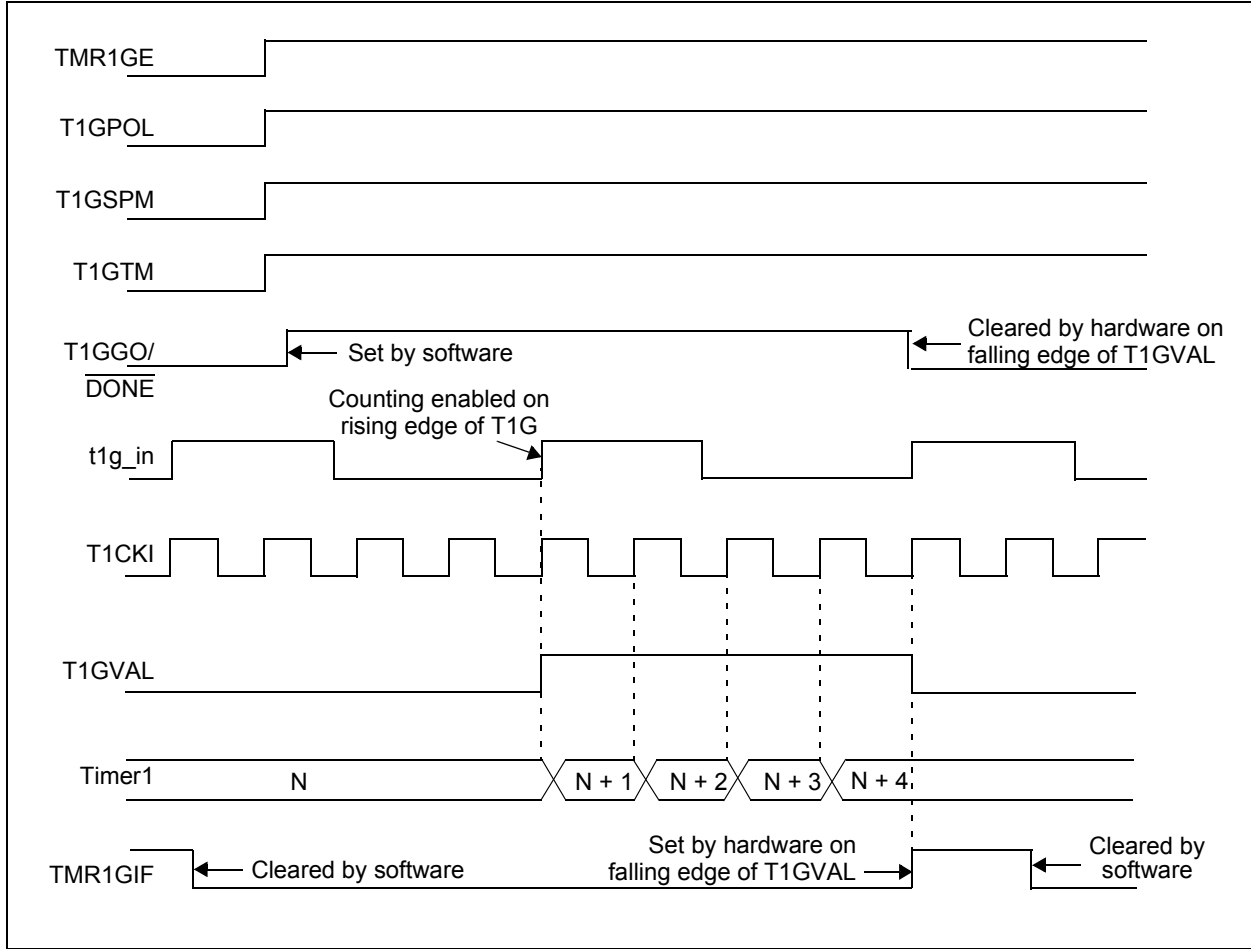 TMR1GE
T1GPOL
T1GSPM
T1GTM
T1GGO/
DONE
Set by software
Cleared by hardware on
falling edge of T1GVAL
Counting enabled on
rising edge of T1G
t1g_in
T1CKI
T1GVAL
Timer1
N
N + 1
N + 2
N + 3
N + 4
TMR1GIF
Cleared by software
Set by hardware on
falling edge of T1GVAL
Cleared by
software